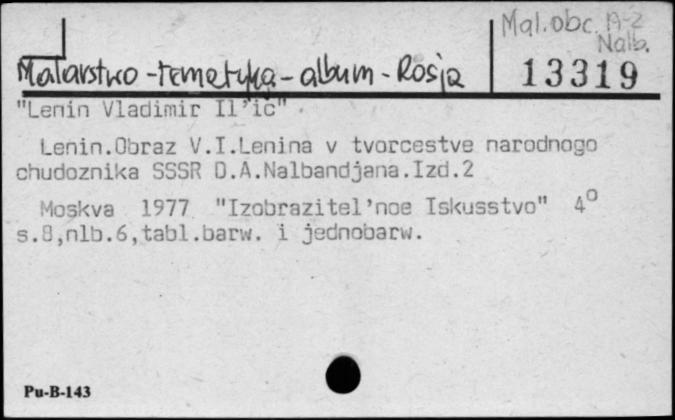 Mal.obc. A-Z
Nalb.
Malarstwo - tematyka - album - Rosja
13319
"Lenin Vladimir Il'ič"
Lenin.Obraz V.I.Lenina v tvorcestve narodnogo
chudoznika SSSR D.A.Nalbandjana.Izd.2
Moskva 1977 "Izobrazitel'noe Iskusstvo" 4°
s.8,nlb.6,tabl.barw. i jednobarw.
Pu-B-143